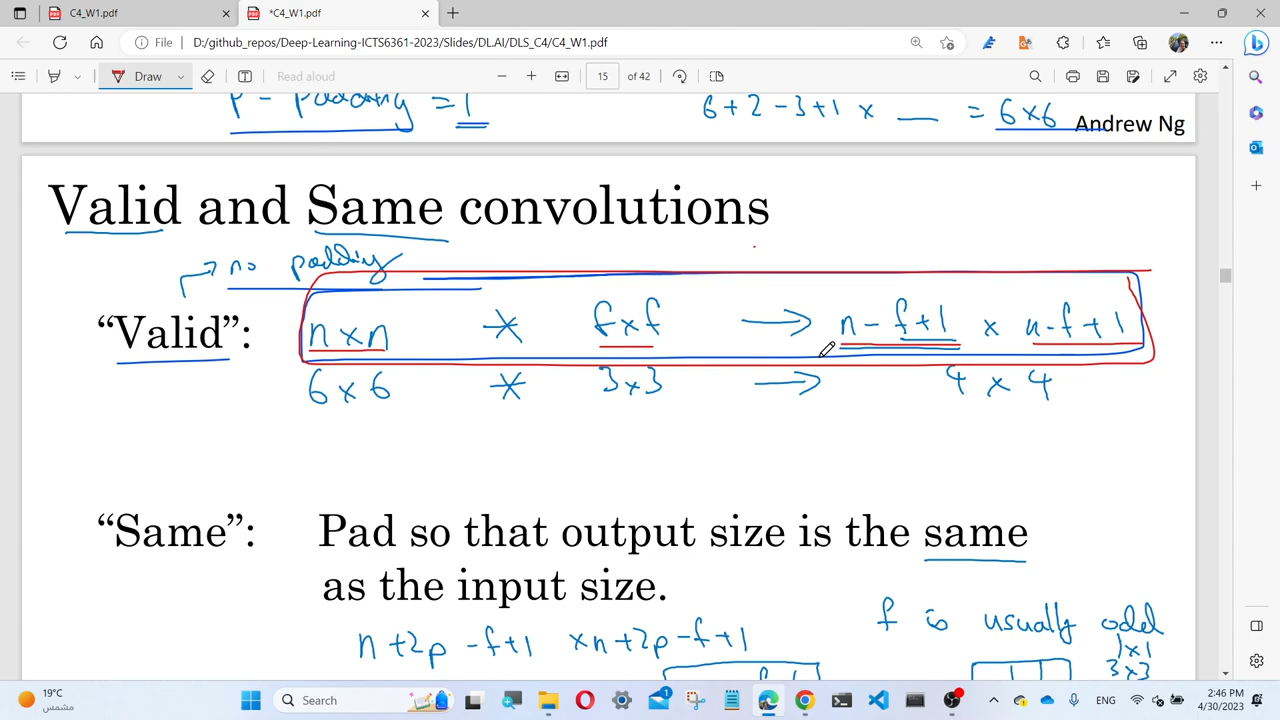 C4_W1.pdf
*C4_W1.pdf
File D:/github_repos/Deep-Learning-ICTS6361-2023/Slides/DL.AI/DLS_C4/C4_W1.pdf
Draw Read aloud 15 of 42
p - padding = 1
6+2-3+1 x __ = 6x6
Andrew Ng
Valid and Same convolutions
no padding
“Valid”: n x n * f x f → n - f+1 x n-f+1
6 x 6 * 3 x 3 → 4 x 4
“Same”: Pad so that output size is the same
as the input size.
n+2p-f+1 x n+2p-f+1
f is usually odd
1x1
3x3
19°C
مشمس
Search
1
ENG
2:46 PM
4/30/2023